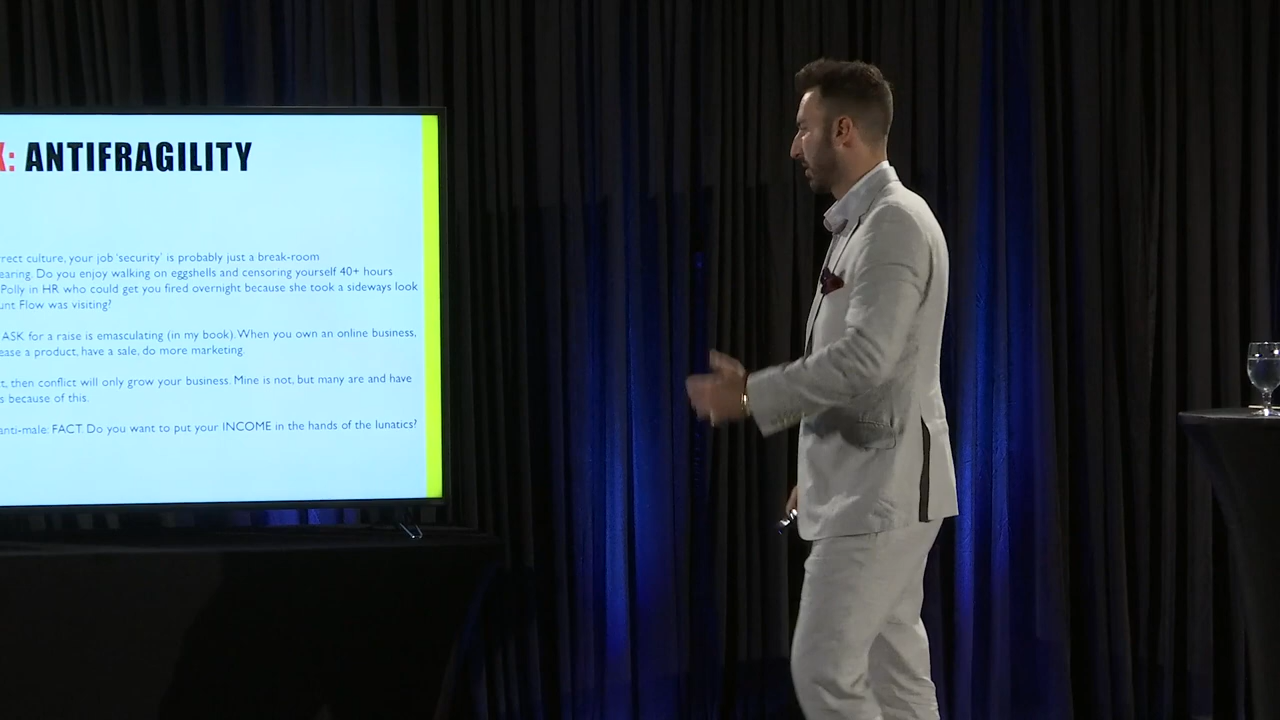 : ANTIFRAGILITY
rrect culture, your job 'security' is probably just a break-room
earing. Do you enjoy walking on eggshells and censoring yourself 40+ hours
Polly in HR who could get you fired overnight because she took a sideways look
unt Flow was visiting?
ASK for a raise is emasculating (in my book). When you own an online business,
ease a product, have a sale, do more marketing.
t, then conflict will only grow your business. Mine is not, but many are and have
s because of this.
anti-male: FACT. Do you want to put your INCOME in the hands of the lunatics?